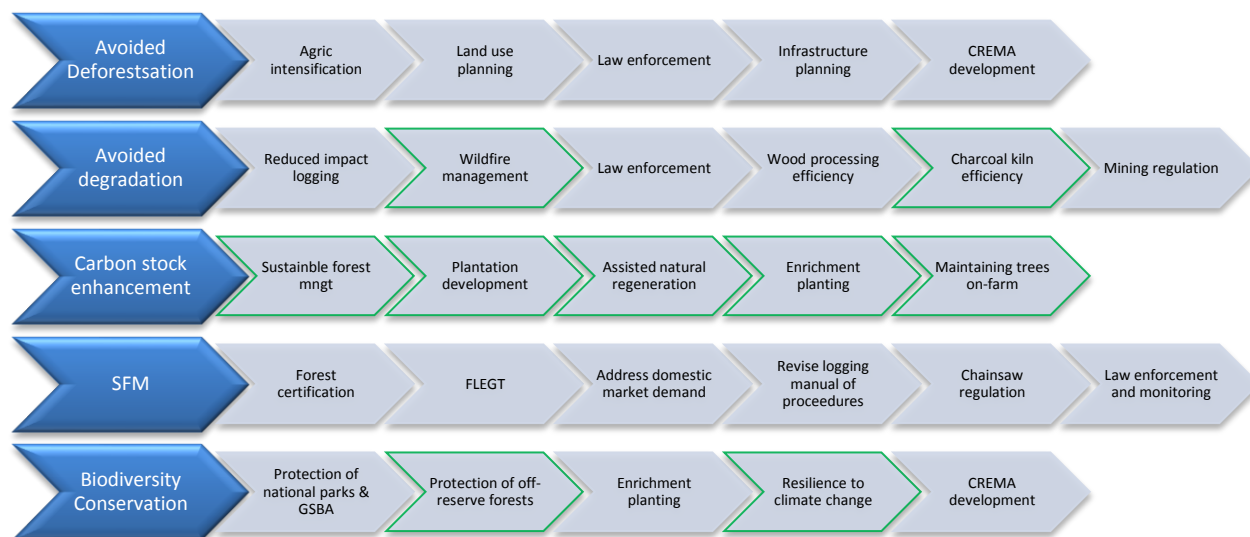 Avoided
Deforestsation
Agric
intensification
Land use
planning
Law enforcement
Infrastructure
planning
CREMA
development
Avoided
degradation
Reduced impact
logging
Wildfire
management
Law enforcement
Wood processing
efficiency
Charcoal kiln
efficiency
Mining regulation
Carbon stock
enhancement
Sustainble forest
mngt
Plantation
development
Assisted natural
regeneration
Enrichment
planting
Maintaining trees
on-farm
SFM
Forest
certification
FLEGT
Address domestic
market demand
Revise logging
manual of
proceedures
Chainsaw
regulation
Law enforcement
and monitoring
Biodiversity
Conservation
Protection of
national parks &
GSBA
Protection of off-
reserve forests
Enrichment
planting
Resilience to
climate change
CREMA
development